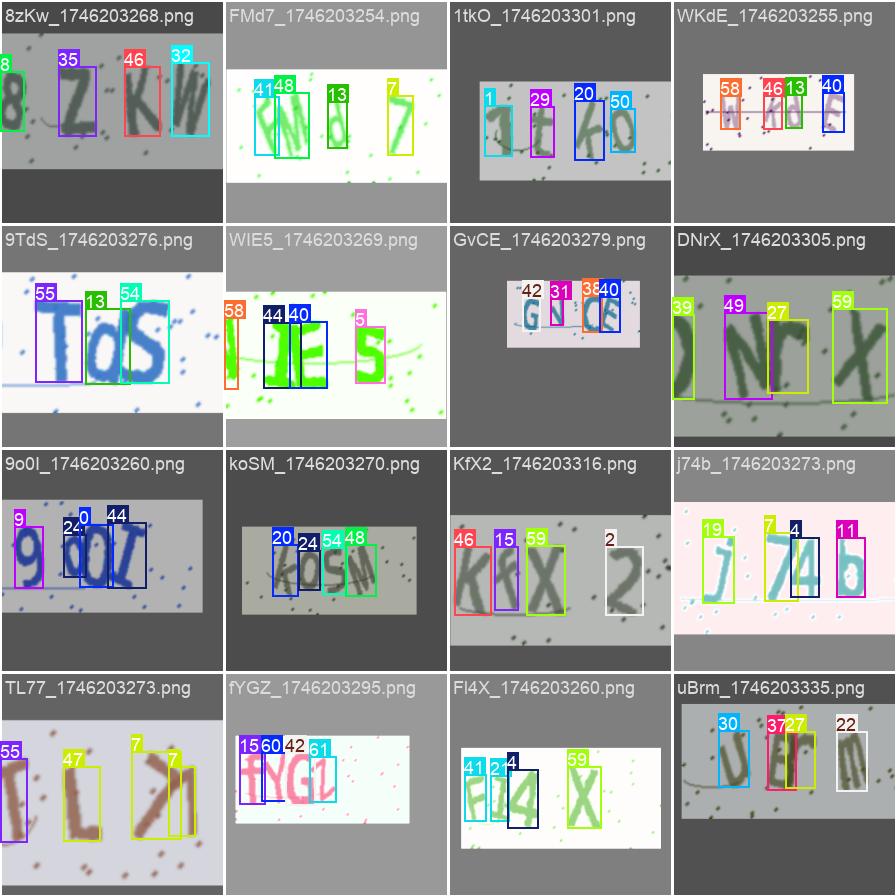 8zKw_1746203268.png
8 35 46 32
8 Z K W
FMd7_1746203254.png
41 48 13 7
F M d 7
1tkO_1746203301.png
1 29 20 50
1 t k O
WKdE_1746203255.png
58 46 13 40
W K d E
9TdS_1746203276.png
55 13 54
T d S
WIE5_1746203269.png
58 44 40 5
I E 5
GvCE_1746203279.png
42 31 38 40
G v C E
DNrX_1746203305.png
39 49 27 59
D N r X
9o0I_1746203260.png
9 24 0 44
9 o 0 I
koSM_1746203270.png
20 24 54 48
k o S M
KfX2_1746203316.png
46 15 59 2
K f X 2
j74b_1746203273.png
19 7 4 11
j 7 4 b
TL77_1746203273.png
55 47 7 7
T L 7 7
fYGZ_1746203295.png
15 60 42 61
f Y G Z
Fl4X_1746203260.png
41 21 4 59
F l 4 X
uBrm_1746203335.png
30 37 27 22
u B r m